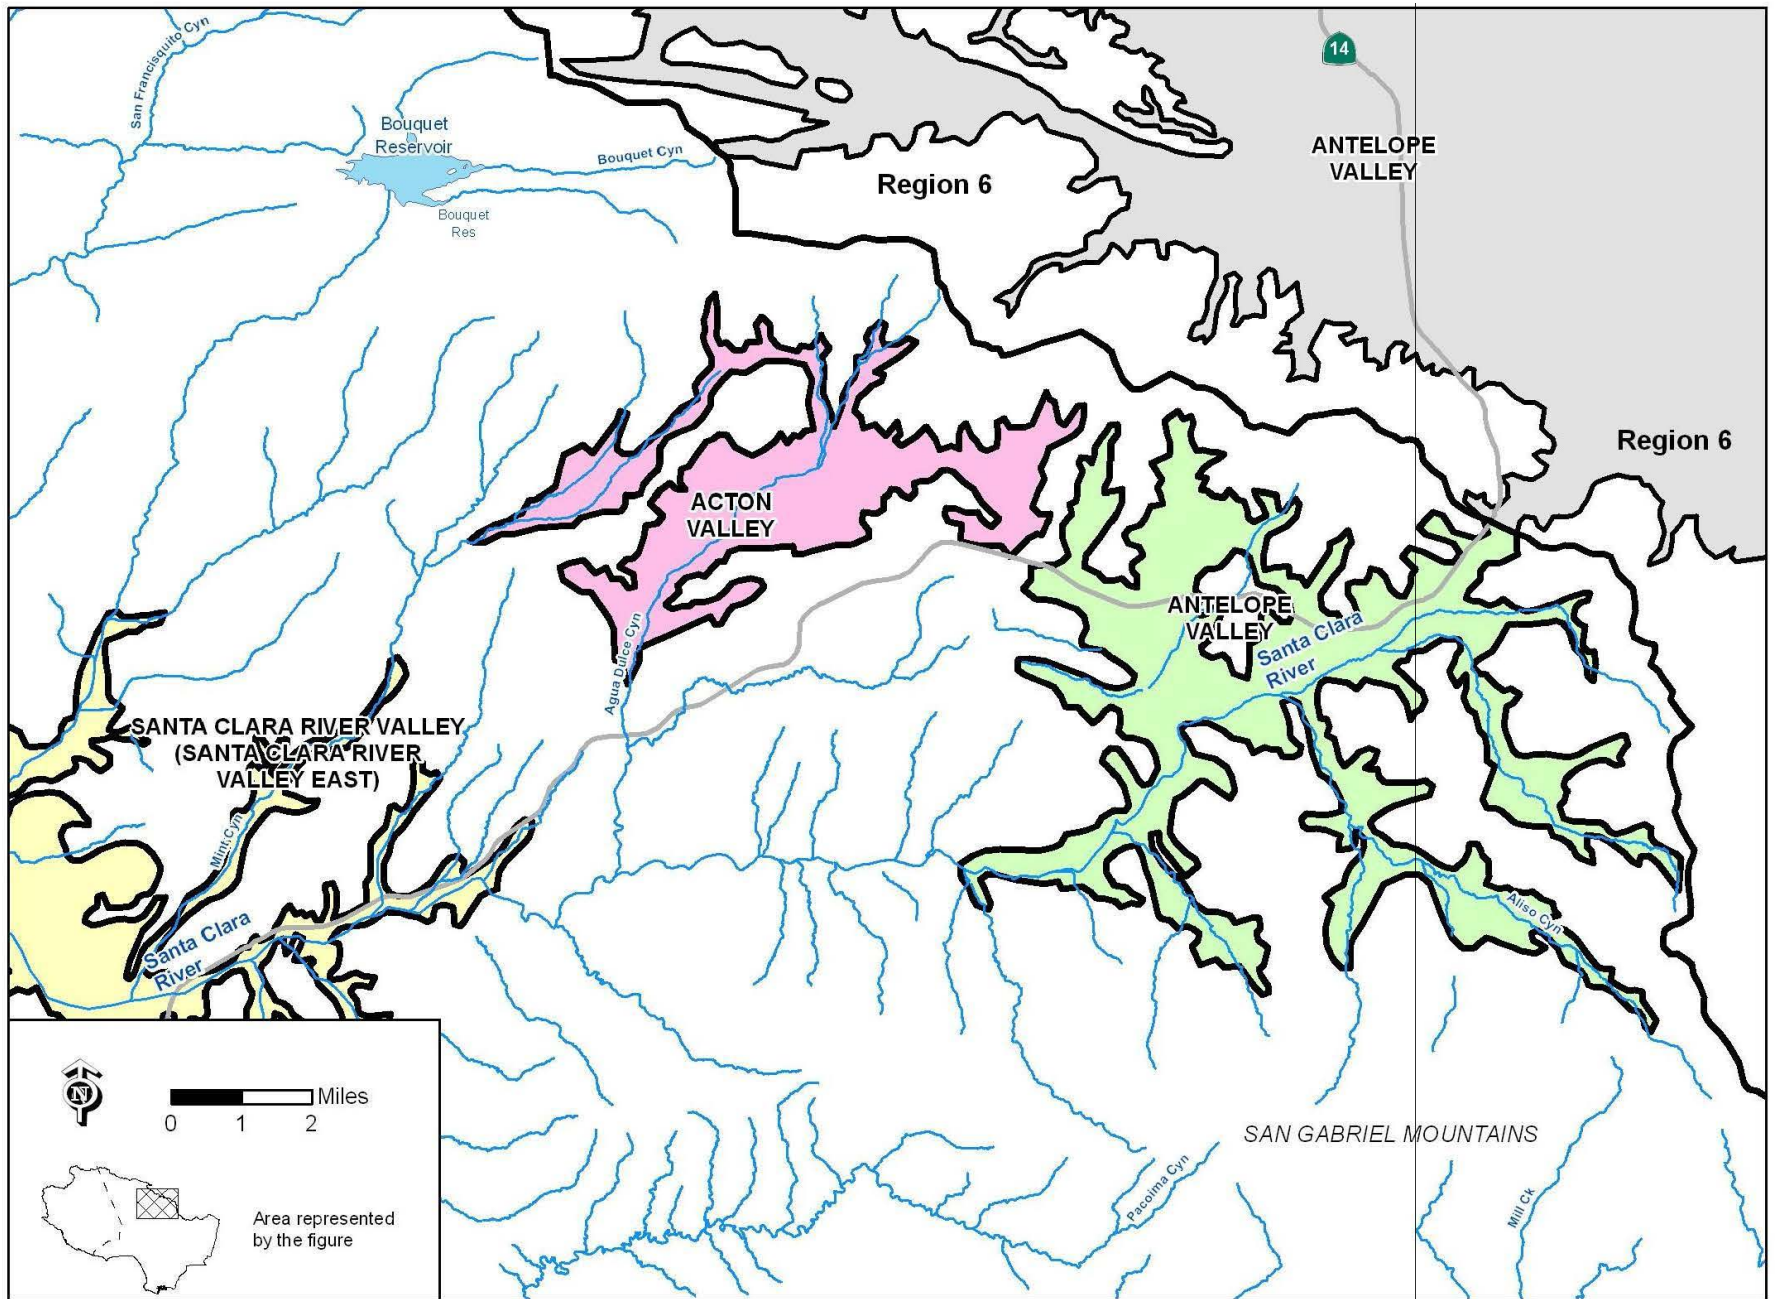 San Francisquito Cyn
14
Bouquet
Reservoir
Bouquet Cyn
ANTELOPE
VALLEY
Region 6
Bouquet
Res
Region 6
ACTON
VALLEY
ANTELOPE
VALLEY
Santa Clara
River
Agua Dulce Cyn
SANTA CLARA RIVER VALLEY
(SANTA CLARA RIVER
VALLEY EAST)
Mint Cyn
Santa Clara
River
Aliso Cyn
N
Miles
0 1 2
SAN GABRIEL MOUNTAINS
Pacoima Cyn
Mill Ck
Area represented
by the figure